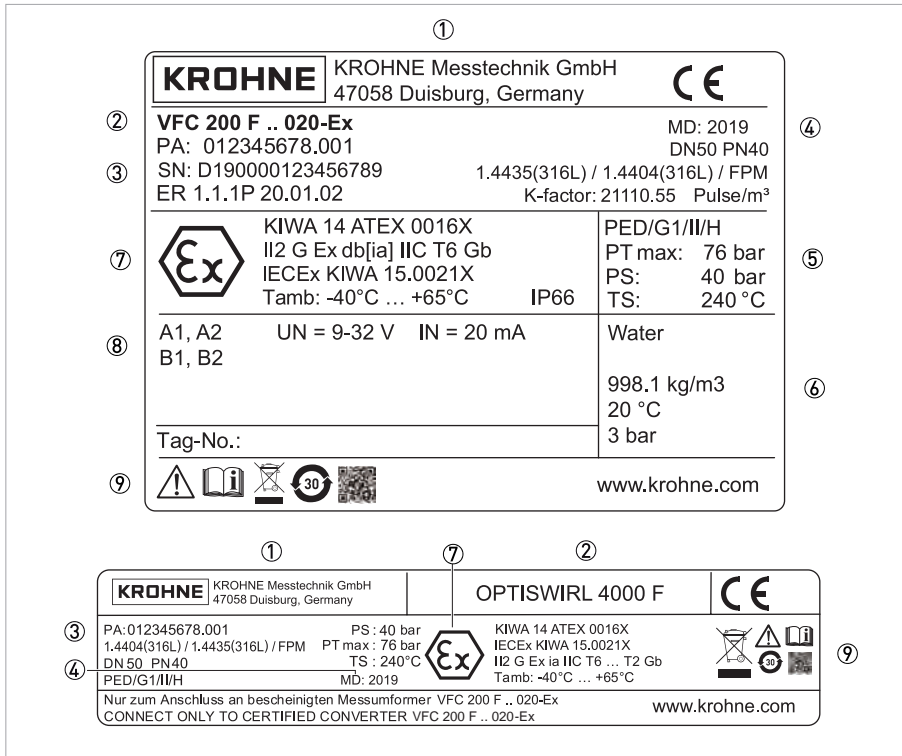 ①
KROHNE KROHNE Messtechnik GmbH
47058 Duisburg, Germany
CE
② VFC 200 F .. 020-Ex
MD: 2019 ④
PA: 012345678.001
DN50 PN40
③ SN: D190000123456789
1.4435(316L) / 1.4404(316L) / FPM
ER 1.1.1P 20.01.02
K-factor: 21110.55 Pulse/m³
⑦ Ex
KIWA 14 ATEX 0016X
II2 G Ex db[ia] IIC T6 Gb
IECEx KIWA 15.0021X
Tamb: -40°C … +65°C IP66
PED/G1/II/H
PT max: 76 bar ⑤
PS: 40 bar
TS: 240 °C
⑧ A1, A2 UN = 9-32 V IN = 20 mA
B1, B2
Water
998.1 kg/m3 ⑥
20 °C
3 bar
Tag-No.:
⑨ i 30 www.krohne.com
① ⑦ ②
KROHNE KROHNE Messtechnik GmbH
47058 Duisburg, Germany
OPTISWIRL 4000 F
CE
③ PA:012345678.001 PS : 40 bar
1.4404(316L) / 1.4435(316L) / FPM PT max : 76 bar
DN 50 PN40 TS : 240°C
④ PED/G1/II/H MD: 2019
Ex
KIWA 14 ATEX 0016X
IECEx KIWA 15.0021X
II2 G Ex ia IIC T6 ... T2 Gb
Tamb: -40°C ... +65°C
i 30 ⑨
Nur zum Anschluss an bescheinigten Messumformer VFC 200 F .. 020-Ex
CONNECT ONLY TO CERTIFIED CONVERTER VFC 200 F .. 020-Ex
www.krohne.com